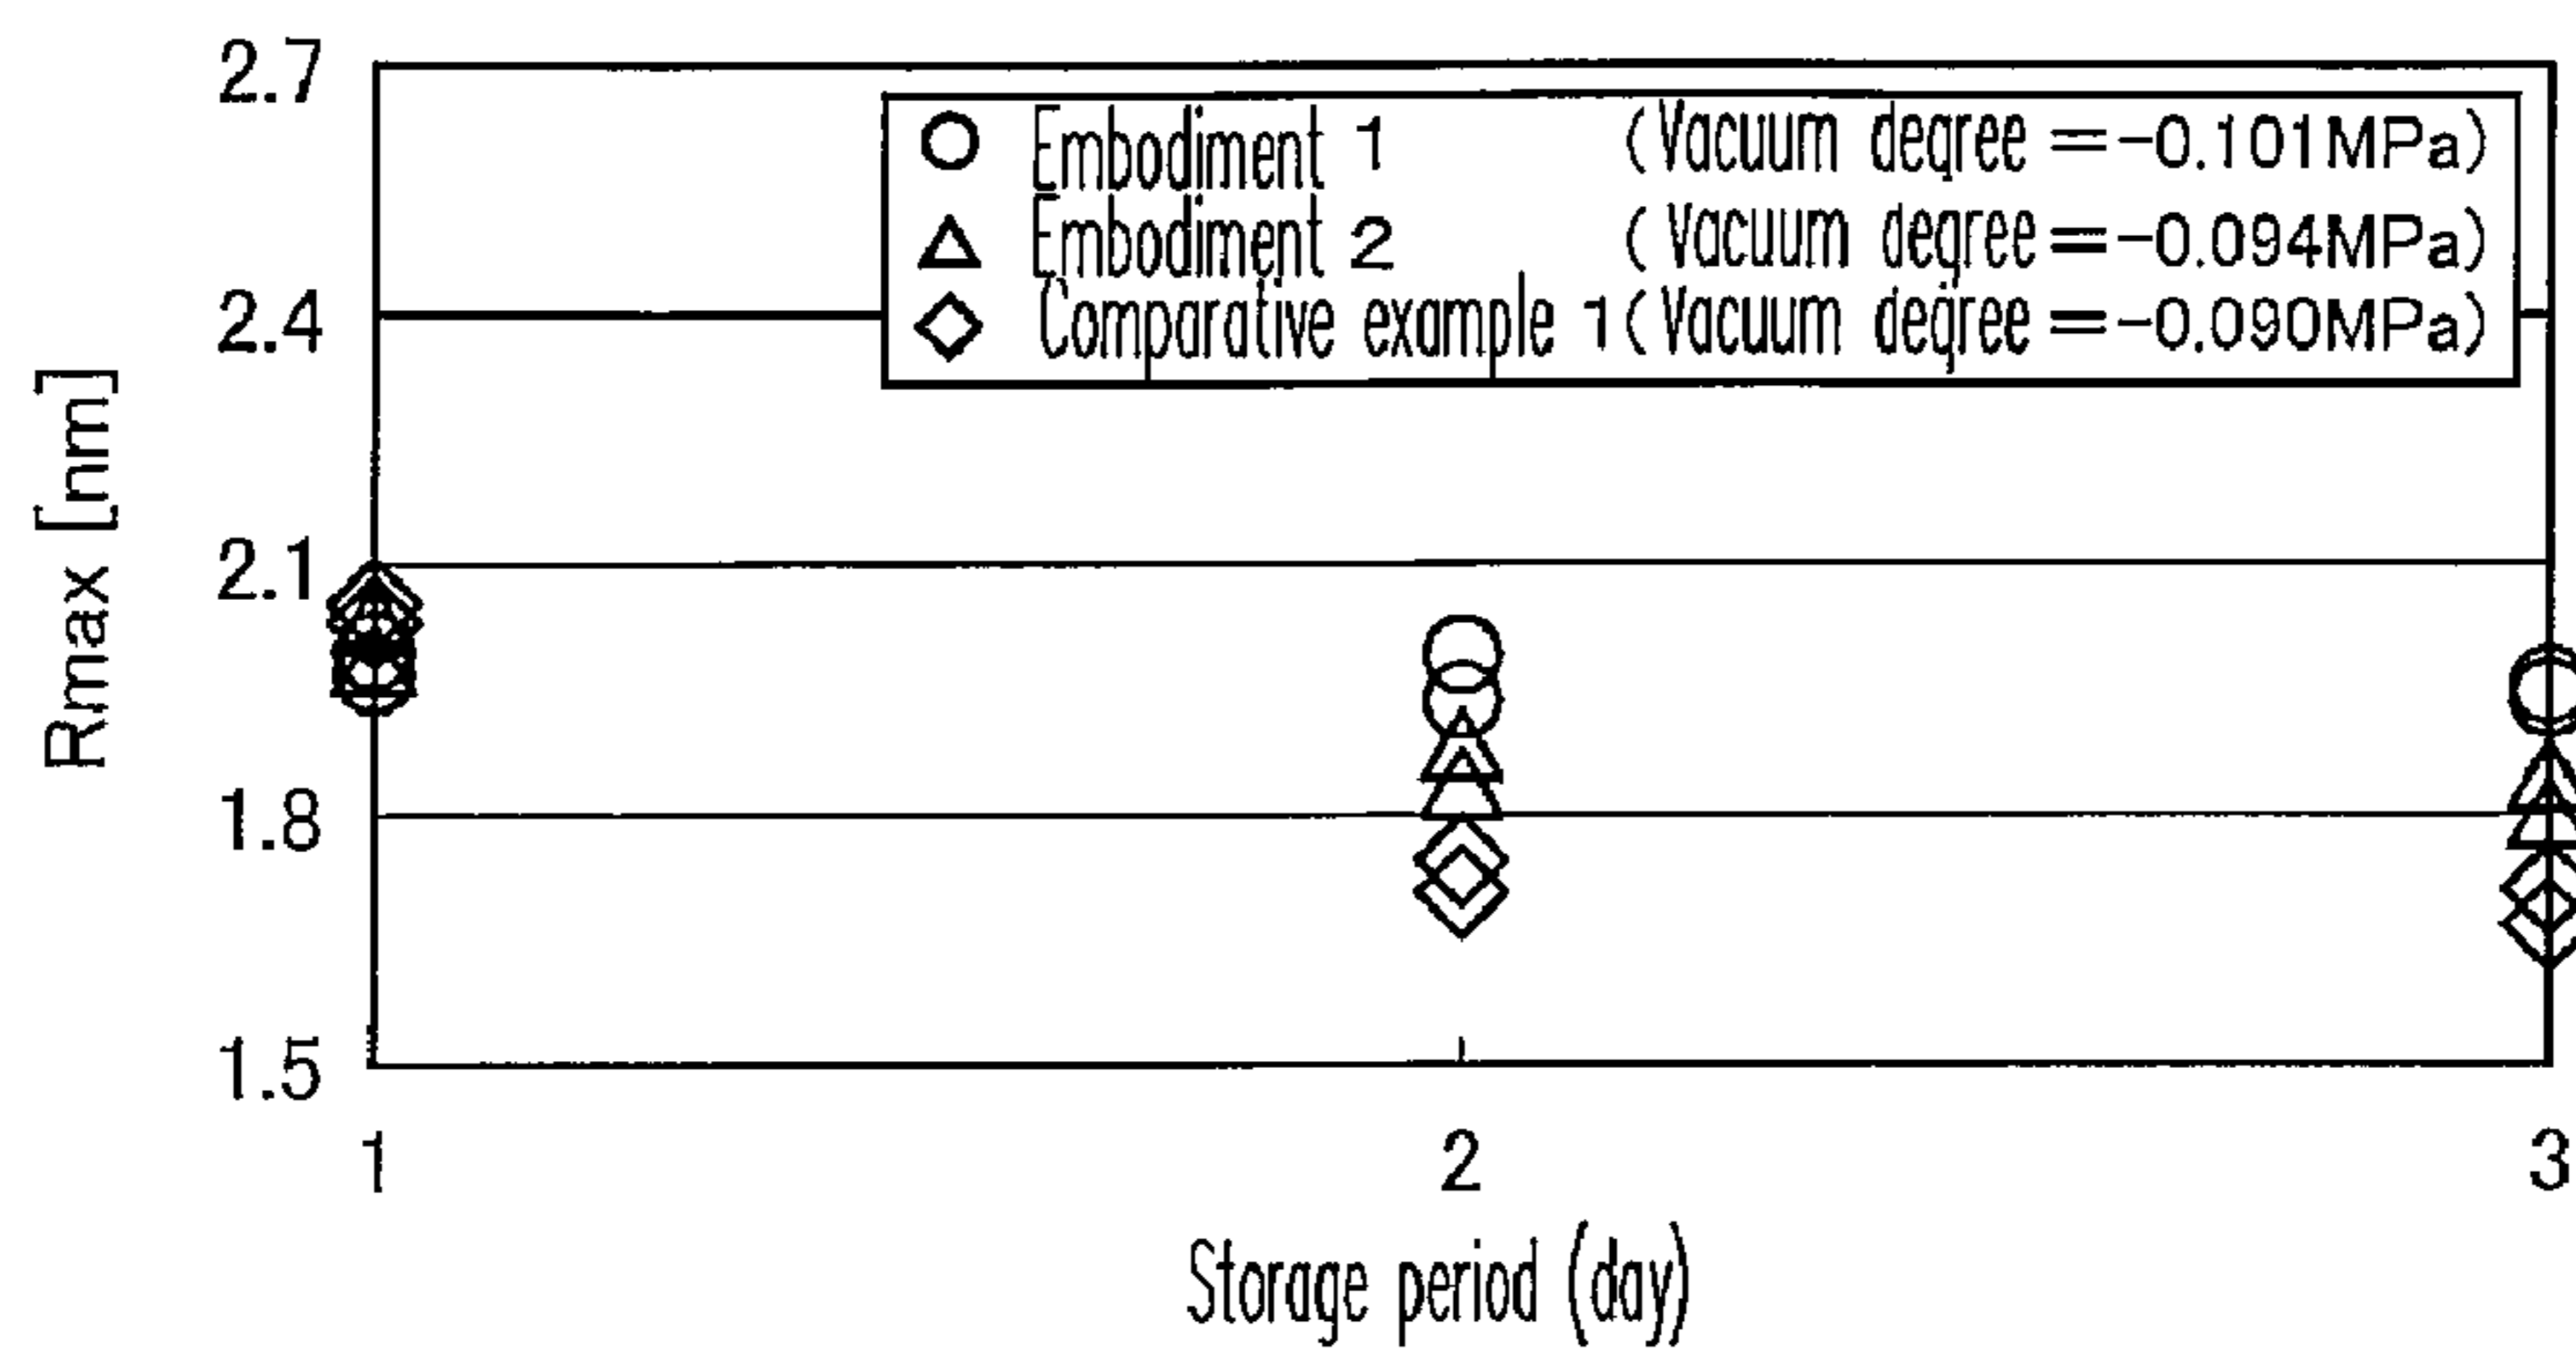 2.7
Embodiment 1 (Vacuum degree =-0.101MPa)
Embodiment 2 (Vacuum degree =-0.094MPa)
2.4
Comparative example 1 (Vacuum degree =-0.090MPa)
Rmax [nm]
2.1
1.8
1.5
1 2 3
Storage period (day)